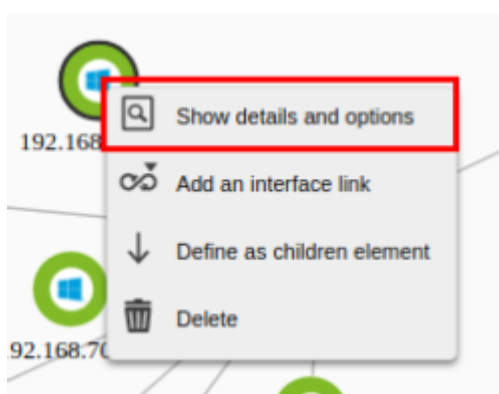 192.168
Show details and options
Add an interface link
Define as children element
Delete
92.168.70